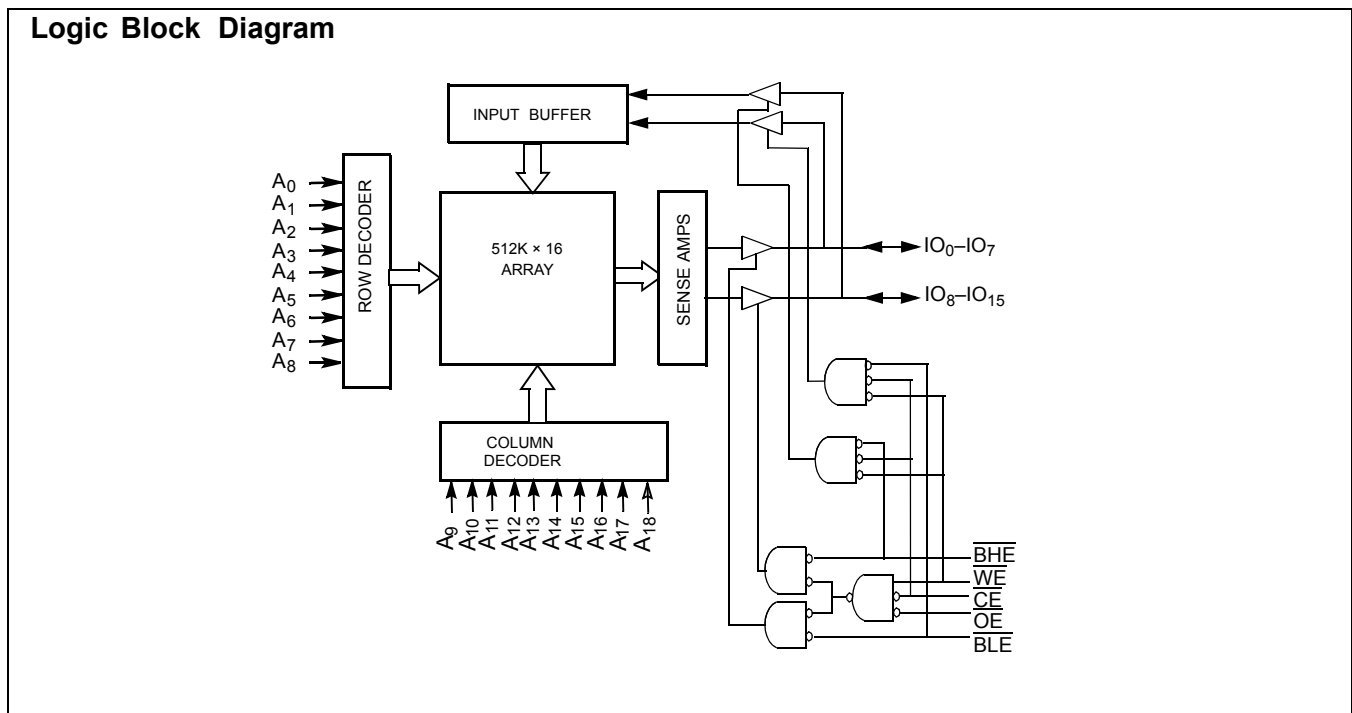 Logic Block Diagram
INPUT BUFFER
A0
A1
A2
A3
A4
A5
A6
A7
A8
ROW DECODER
512K × 16
ARRAY
SENSE AMPS
IO0–IO7
IO8–IO15
COLUMN
DECODER
A9
A10
A11
A12
A13
A14
A15
A16
A17
A18
BHE
WE
CE
OE
BLE